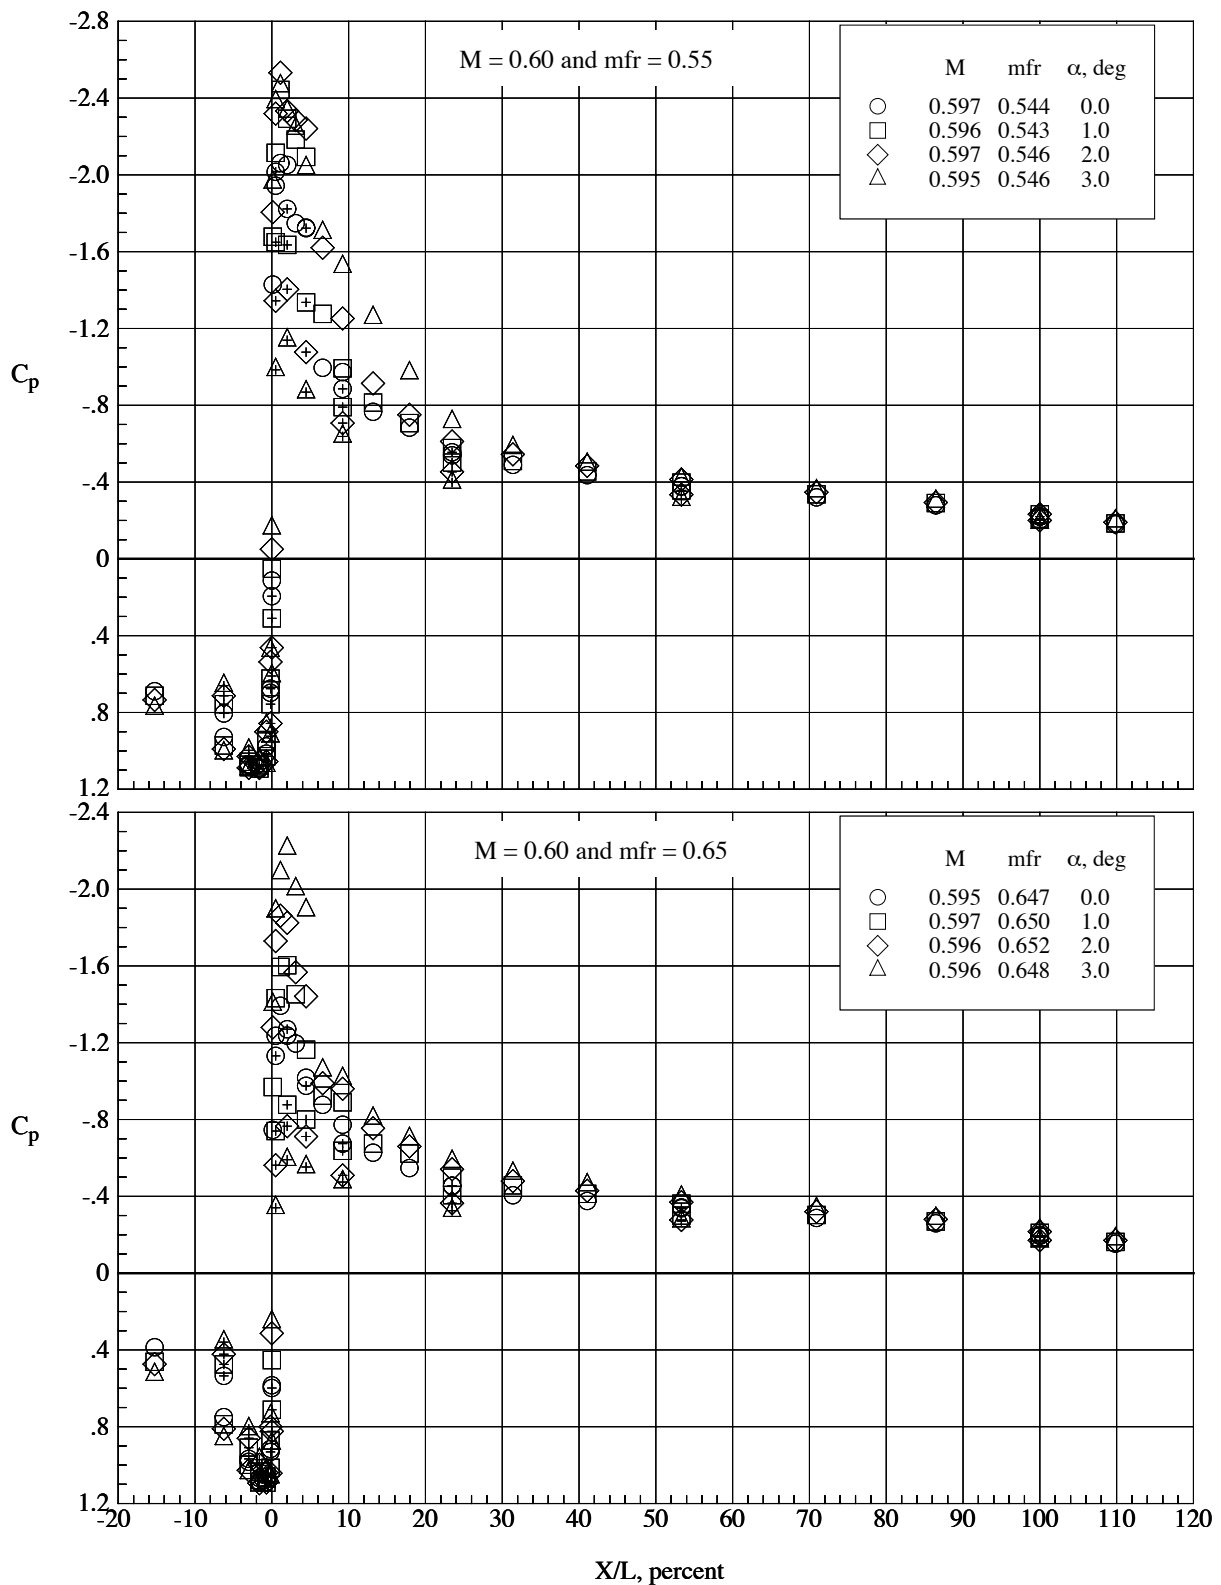 -2.8
M = 0.60 and mfr = 0.55
M mfr α, deg
0.597 0.544 0.0
0.596 0.543 1.0
0.597 0.546 2.0
0.595 0.546 3.0
-2.4
-2.0
-1.6
-1.2
Cp
-.8
-.4
0
.4
.8
1.2
-2.4
M = 0.60 and mfr = 0.65
M mfr α, deg
0.595 0.647 0.0
0.597 0.650 1.0
0.596 0.652 2.0
0.596 0.648 3.0
-2.0
-1.6
-1.2
Cp
-.8
-.4
0
.4
.8
1.2
-20 -10 0 10 20 30 40 50 60 70 80 90 100 110 120
X/L, percent